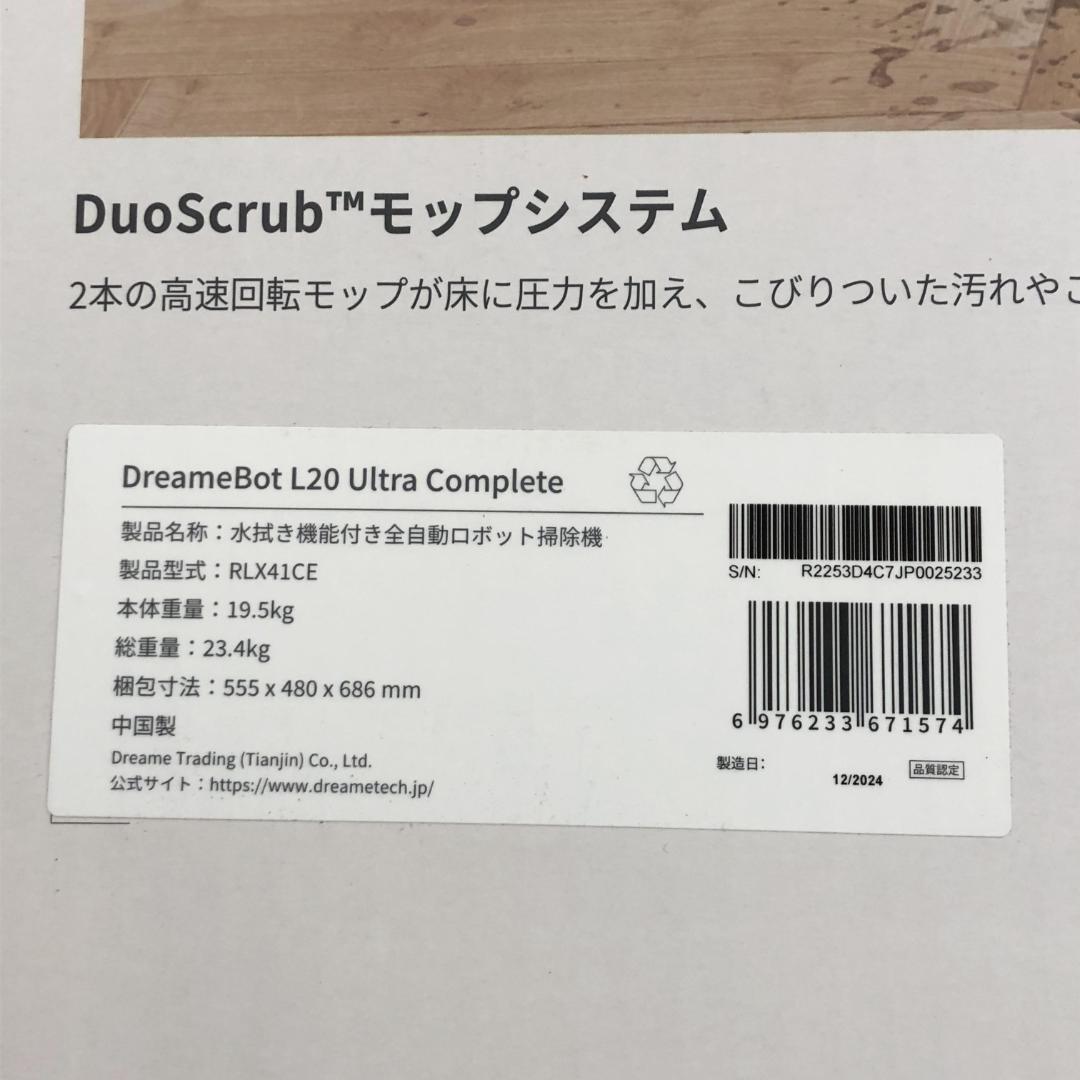 DuoScrub™モップシステム
2本の高速回転モップが床に圧力を加え、こびりついた汚れや
DreameBot L20 Ultra Complete
製品名称：水拭き機能付き全自動ロボット掃除機
製品型式：RLX41CE
本体重量：19.5kg
総重量：23.4kg
梱包寸法：555 x 480 x 686 mm
中国製
Dreame Trading (Tianjin) Co., Ltd.
公式サイト：https://www.dreametech.jp/
S/N: R2253D4C7JP0025233
6 976233 671574
製造日：
12/2024
品質認定